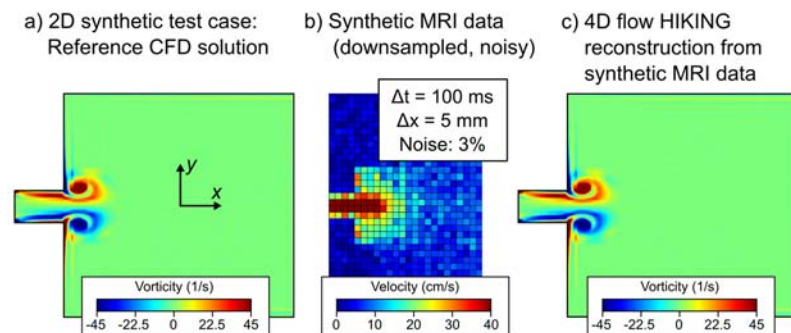 a) 2D synthetic test case:
Reference CFD solution
b) Synthetic MRI data
(downsampled, noisy)
c) 4D flow HIKING
reconstruction from
synthetic MRI data
y
x
Δt = 100 ms
Δx = 5 mm
Noise: 3%
Vorticity (1/s)
-45 -22.5 0 22.5 45
Velocity (cm/s)
0 10 20 30 40
Vorticity (1/s)
-45 -22.5 0 22.5 45